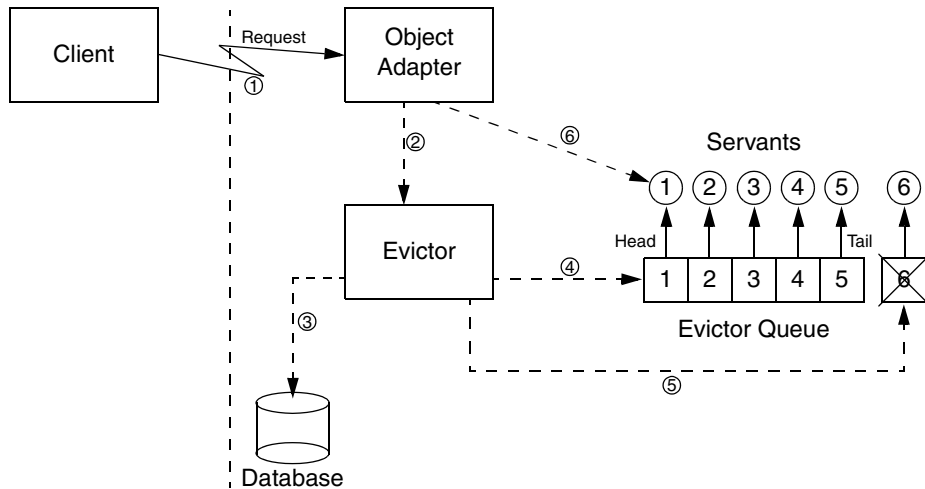 Client
Request
①
Object
Adapter
②
⑥
Servants
1 2 3 4 5 6
Evictor
Head
Tail
④
1 2 3 4 5 6
Evictor Queue
③
⑤
Database